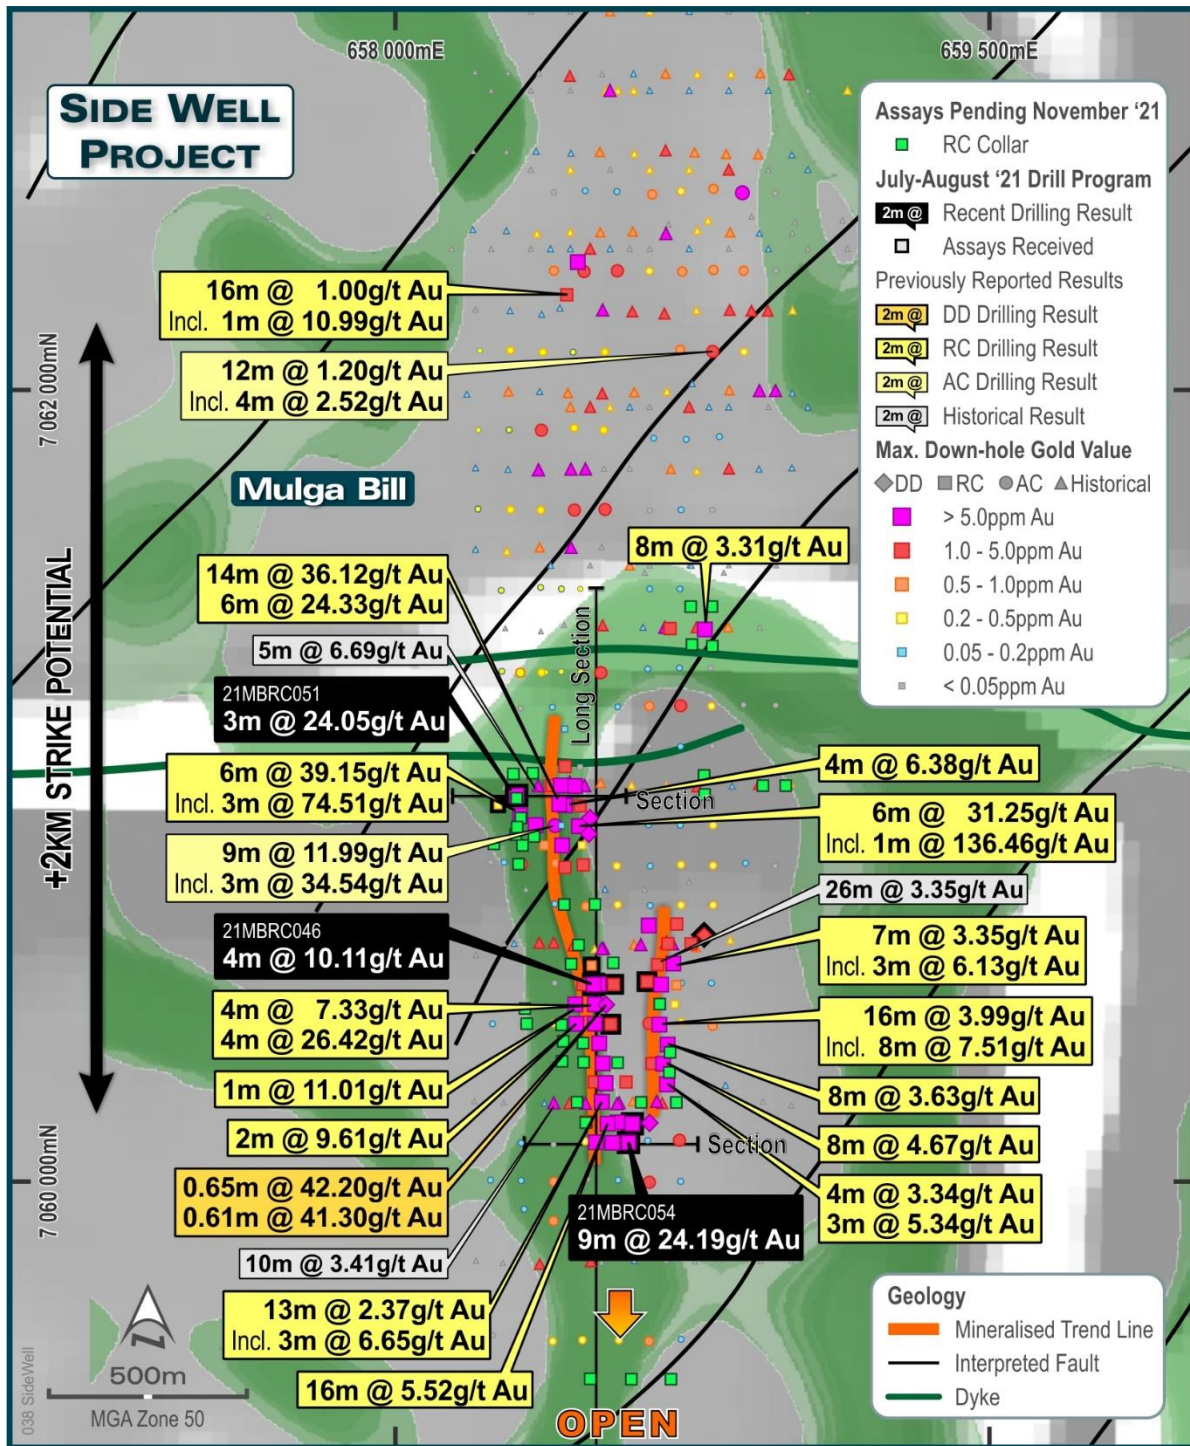 658 000mE
659 500mE
SIDE WELL
PROJECT
Assays Pending November ‘21
RC Collar
July-August ‘21 Drill Program
2m @ Recent Drilling Result
Assays Received
Previously Reported Results
2m @ DD Drilling Result
2m @ RC Drilling Result
2m @ AC Drilling Result
2m @ Historical Result
Max. Down-hole Gold Value
DD RC AC Historical
> 5.0ppm Au
1.0 - 5.0ppm Au
0.5 - 1.0ppm Au
0.2 - 0.5ppm Au
0.05 - 0.2ppm Au
< 0.05ppm Au
16m @ 1.00g/t Au
Incl. 1m @ 10.99g/t Au
12m @ 1.20g/t Au
Incl. 4m @ 2.52g/t Au
7 062 000mN
Mulga Bill
+2KM STRIKE POTENTIAL
8m @ 3.31g/t Au
14m @ 36.12g/t Au
6m @ 24.33g/t Au
5m @ 6.69g/t Au
Long Section
21MBRC051
3m @ 24.05g/t Au
6m @ 39.15g/t Au
Incl. 3m @ 74.51g/t Au
Section
4m @ 6.38g/t Au
6m @ 31.25g/t Au
Incl. 1m @ 136.46g/t Au
9m @ 11.99g/t Au
Incl. 3m @ 34.54g/t Au
26m @ 3.35g/t Au
21MBRC046
4m @ 10.11g/t Au
7m @ 3.35g/t Au
Incl. 3m @ 6.13g/t Au
4m @ 7.33g/t Au
4m @ 26.42g/t Au
16m @ 3.99g/t Au
Incl. 8m @ 7.51g/t Au
1m @ 11.01g/t Au
8m @ 3.63g/t Au
2m @ 9.61g/t Au
Section
8m @ 4.67g/t Au
7 060 000mN
0.65m @ 42.20g/t Au
0.61m @ 41.30g/t Au
4m @ 3.34g/t Au
3m @ 5.34g/t Au
21MBRC054
9m @ 24.19g/t Au
10m @ 3.41g/t Au
13m @ 2.37g/t Au
Incl. 3m @ 6.65g/t Au
16m @ 5.52g/t Au
OPEN
N
500m
MGA Zone 50
038 SideWell
Geology
Mineralised Trend Line
Interpreted Fault
Dyke